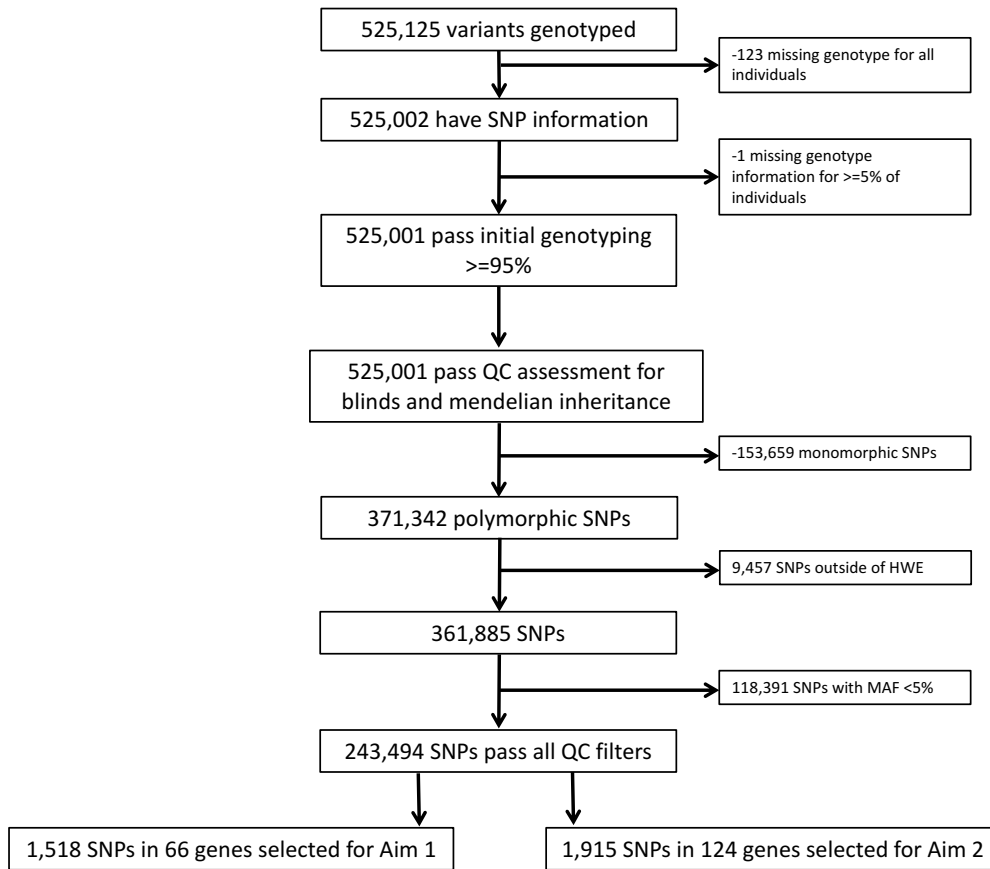 525,125 variants genotyped
-123 missing genotype for all
individuals
525,002 have SNP information
-1 missing genotype
information for >=5% of
individuals
525,001 pass initial genotyping
>=95%
525,001 pass QC assessment for
blinds and mendelian inheritance
-153,659 monomorphic SNPs
371,342 polymorphic SNPs
9,457 SNPs outside of HWE
361,885 SNPs
118,391 SNPs with MAF <5%
243,494 SNPs pass all QC filters
1,518 SNPs in 66 genes selected for Aim 1
1,915 SNPs in 124 genes selected for Aim 2